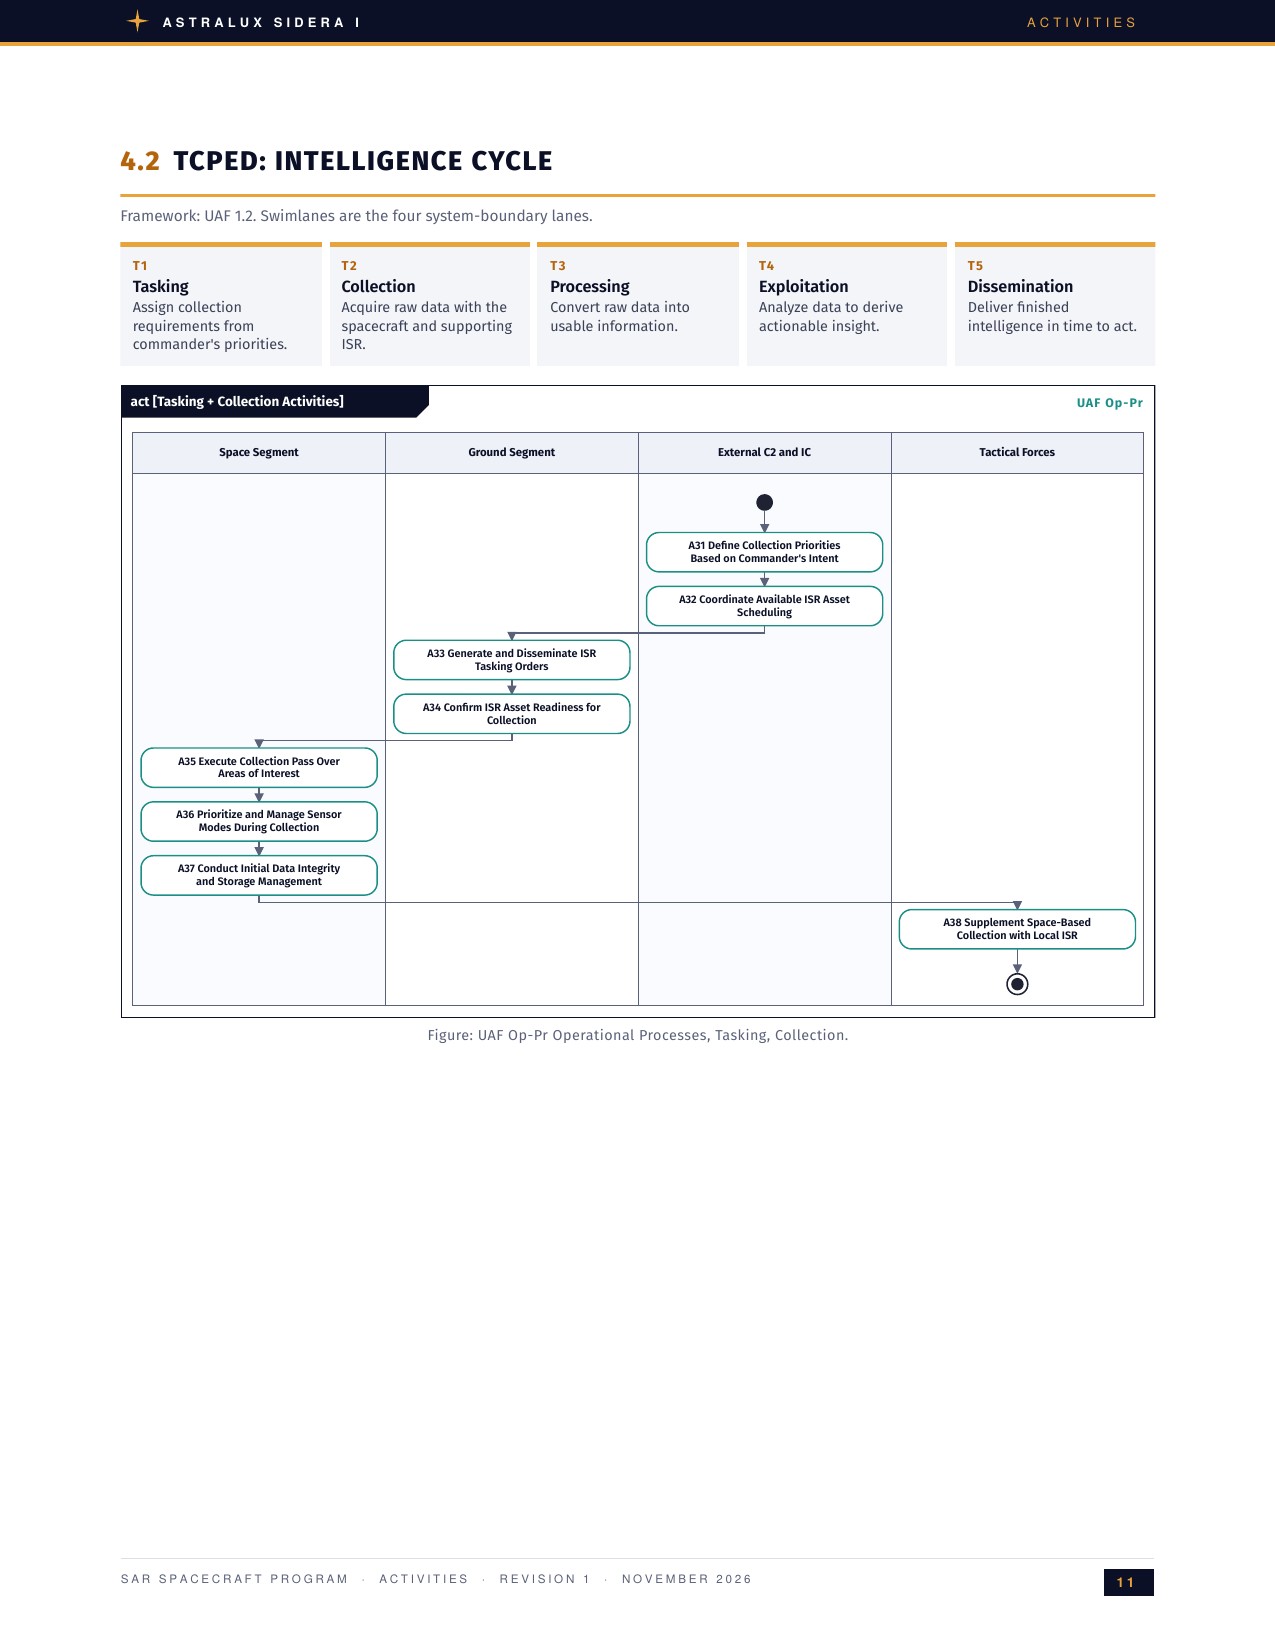 ASTRALUX SIDERA I
ACTIVITIES
4.2 TCPED: INTELLIGENCE CYCLE
Framework: UAF 1.2. Swimlanes are the four system-boundary lanes.
T1
Tasking
Assign collection
requirements from
commander's priorities.
T2
Collection
Acquire raw data with the
spacecraft and supporting
ISR.
T3
Processing
Convert raw data into
usable information.
T4
Exploitation
Analyze data to derive
actionable insight.
T5
Dissemination
Deliver finished
intelligence in time to act.
act [Tasking + Collection Activities]
UAF Op-Pr
Space Segment
Ground Segment
External C2 and IC
Tactical Forces
A31 Define Collection Priorities
Based on Commander's Intent
A32 Coordinate Available ISR Asset
Scheduling
A33 Generate and Disseminate ISR
Tasking Orders
A34 Confirm ISR Asset Readiness for
Collection
A35 Execute Collection Pass Over
Areas of Interest
A36 Prioritize and Manage Sensor
Modes During Collection
A37 Conduct Initial Data Integrity
and Storage Management
A38 Supplement Space-Based
Collection with Local ISR
Figure: UAF Op-Pr Operational Processes, Tasking, Collection.
SAR SPACECRAFT PROGRAM · ACTIVITIES · REVISION 1 · NOVEMBER 2026
11